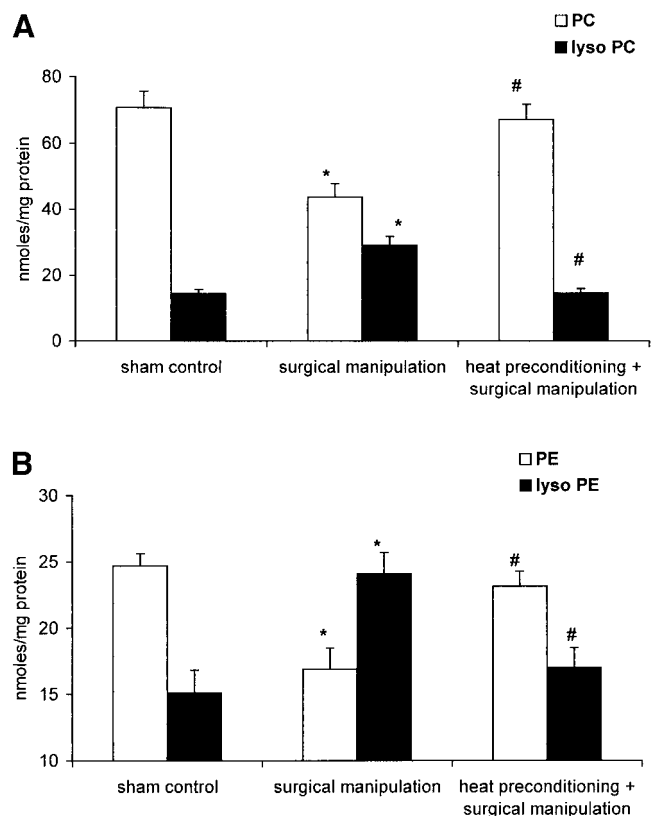 A
PC
lyso PC
80
60
40
20
0
nmoles/mg protein
#
*
*
#
sham control
surgical manipulation
heat preconditioning +
surgical manipulation
B
PE
lyso PE
30
25
20
15
10
nmoles/mg protein
*
#
*
#
sham control
surgical manipulation
heat preconditioning +
surgical manipulation